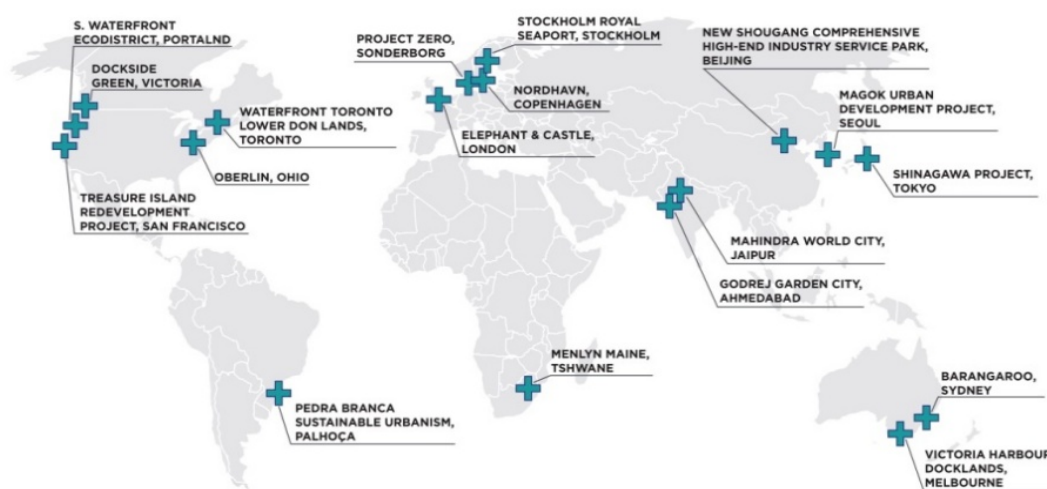 S. WATERFRONT
ECODISTRICT, PORTALND
DOCKSIDE
GREEN, VICTORIA
WATERFRONT TORONTO
LOWER DON LANDS,
TORONTO
OBERLIN, OHIO
TREASURE ISLAND
REDEVELOPMENT
PROJECT, SAN FRANCISCO
PEDRA BRANCA
SUSTAINABLE URBANISM,
PALHOÇA
PROJECT ZERO,
SONDERBORG
STOCKHOLM ROYAL
SEAPORT, STOCKHOLM
NORDHAVN,
COPENHAGEN
ELEPHANT & CASTLE,
LONDON
MENLYN MAINE,
TSHWANE
NEW SHOUGANG COMPREHENSIVE
HIGH-END INDUSTRY SERVICE PARK,
BEIJING
MAGOK URBAN
DEVELOPMENT PROJECT,
SEOUL
SHINAGAWA PROJECT,
TOKYO
MAHINDRA WORLD CITY,
JAIPUR
GODREJ GARDEN CITY,
AHMEDABAD
BARANGAROO,
SYDNEY
VICTORIA HARBOUR
DOCKLANDS,
MELBOURNE